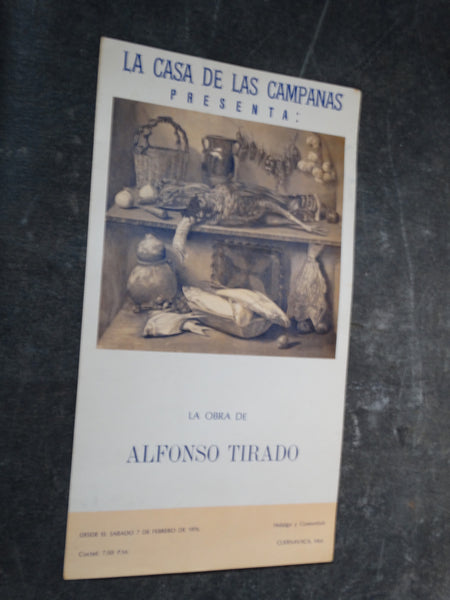 LA CASA DE LAS CAMPANAS
PRESENTA:
LA OBRA DE
ALFONSO TIRADO
DESDE EL SABADO 7 DE FEBRERO DE 1976.
Coctel: 7:00 P.M.
Hidalgo y
CUERNAVACA, Mor.